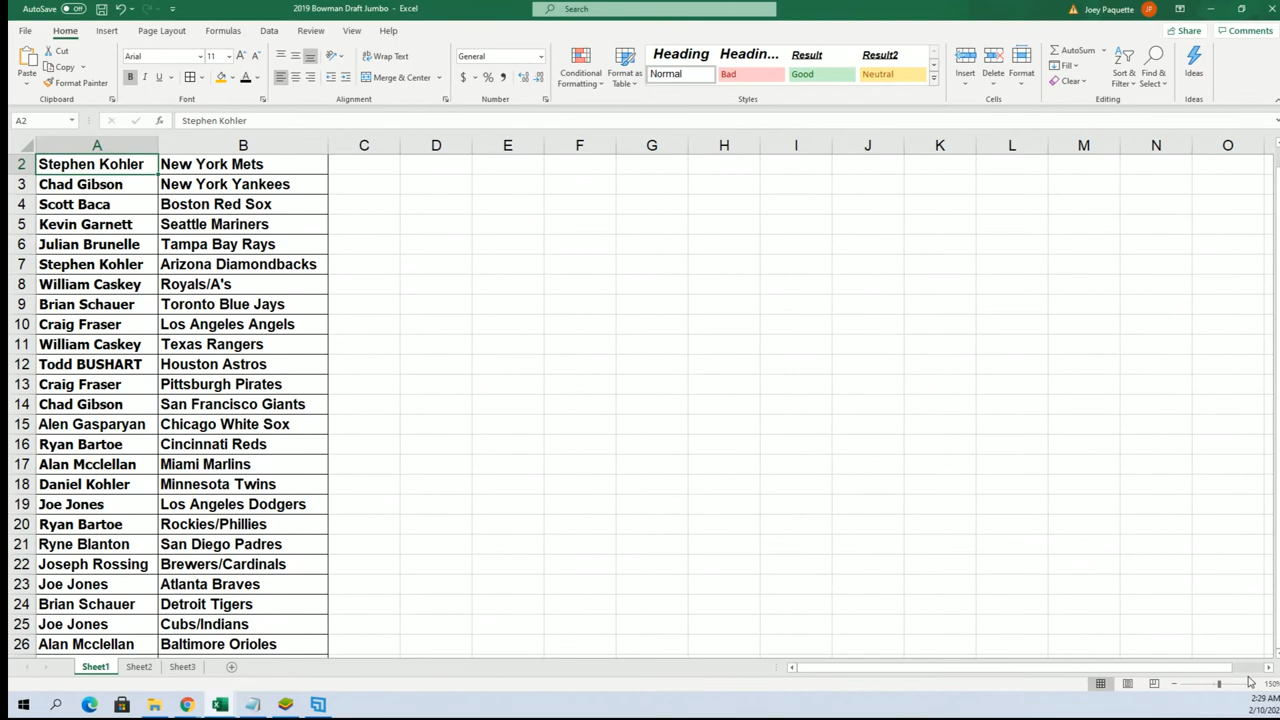 AutoSave Off 2019 Bowman Draft Jumbo - Excel Search Joey Paquette JP
File Home Insert Page Layout Formulas Data Review View Help Share Comments
Cut
Copy
Format Painter
Paste
Clipboard
Arial 11
B I U
Font
Wrap Text
Merge & Center
Alignment
General
$ % ,
Number
Conditional Formatting
Format as Table
Heading Headin... Result Result2
Normal Bad Good Neutral
Styles
Insert Delete Format
Cells
AutoSum
Fill
Clear
Sort & Filter
Find & Select
Editing
Ideas
Ideas
A2 fx Stephen Kohler
A B C D E F G H I J K L M N O
2 Stephen Kohler New York Mets
3 Chad Gibson New York Yankees
4 Scott Baca Boston Red Sox
5 Kevin Garnett Seattle Mariners
6 Julian Brunelle Tampa Bay Rays
7 Stephen Kohler Arizona Diamondbacks
8 William Caskey Royals/A's
9 Brian Schauer Toronto Blue Jays
10 Craig Fraser Los Angeles Angels
11 William Caskey Texas Rangers
12 Todd BUSHART Houston Astros
13 Craig Fraser Pittsburgh Pirates
14 Chad Gibson San Francisco Giants
15 Alen Gasparyan Chicago White Sox
16 Ryan Bartoe Cincinnati Reds
17 Alan Mcclellan Miami Marlins
18 Daniel Kohler Minnesota Twins
19 Joe Jones Los Angeles Dodgers
20 Ryan Bartoe Rockies/Phillies
21 Ryne Blanton San Diego Padres
22 Joseph Rossing Brewers/Cardinals
23 Joe Jones Atlanta Braves
24 Brian Schauer Detroit Tigers
25 Joe Jones Cubs/Indians
26 Alan Mcclellan Baltimore Orioles
Sheet1 Sheet2 Sheet3
150%
2:29 AM
2/10/202